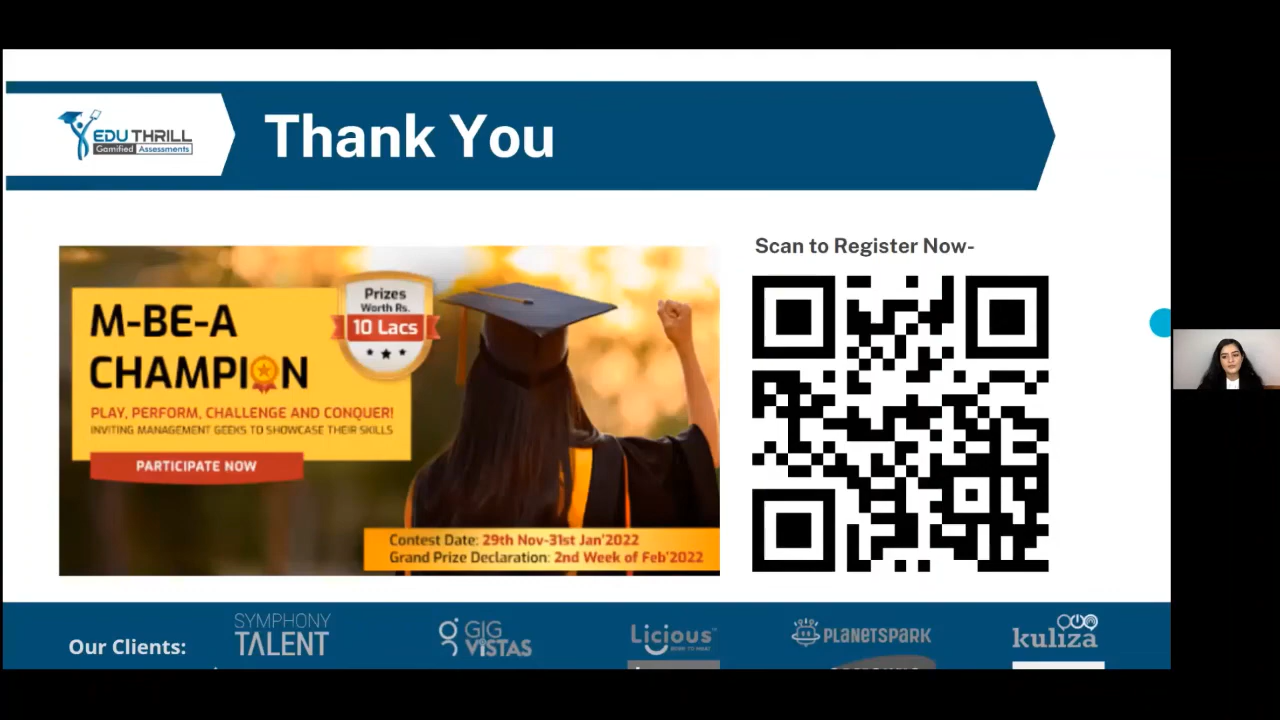 EDU THRILL
Gamified Assessments
Thank You
Scan to Register Now-
M-BE-A
CHAMPION
Prizes
Worth Rs.
10 Lacs
PLAY, PERFORM, CHALLENGE AND CONQUER!
INVITING MANAGEMENT GEEKS TO SHOWCASE THEIR SKILLS
PARTICIPATE NOW
Contest Date: 29th Nov-31st Jan'2022
Grand Prize Declaration: 2nd Week of Feb'2022
Our Clients:
SYMPHONY
TALENT
GIG
ViSTAS
Licious
PLANETSPARK
kuliza